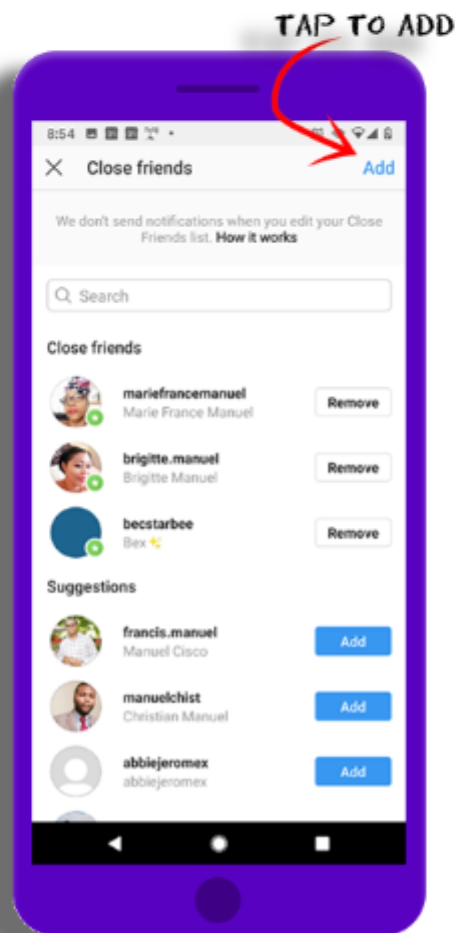 TAP TO ADD
8:54
Close friends
Add
We don't send notifications when you edit your Close
Friends list. How it works
Search
Close friends
mariefrancemanuel
Marie France Manuel
Remove
brigitte.manuel
Brigitte Manuel
Remove
becstarbee
Bex ✨
Remove
Suggestions
francis.manuel
Manuel Cisco
Add
manuelchist
Christian Manuel
Add
abbiejeromex
abbiejeromex
Add